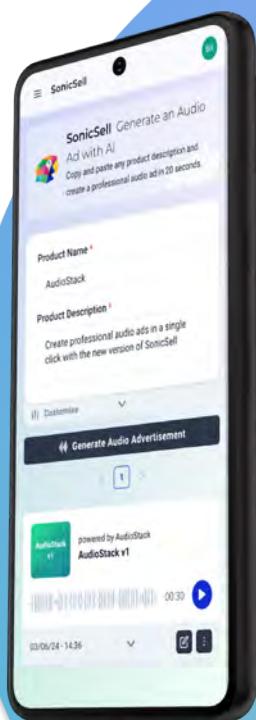 SonicSell
SonicSell Generate an Audio
Ad with AI
Copy and paste any product description and
create a professional audio ad in 20 seconds.
Product Name *
AudioStack
Product Description *
Create professional audio ads in a single
click with the new version of SonicSell
Customise
Generate Audio Advertisement
< 1 >
AudioStack
v1
powered by AudioStack
AudioStack v1
00:30
03/06/24 - 14:36